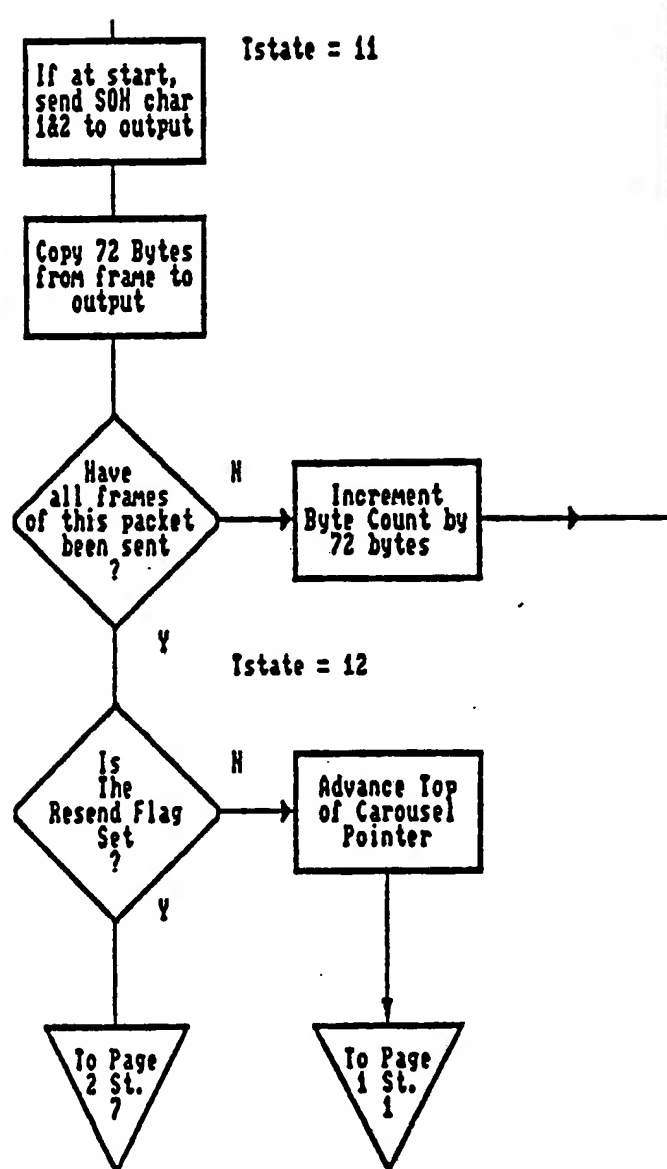 Tstate = 11
If at start,
send SOH char
1&2 to output
Copy 72 Bytes
from frame to
output
Have
all frames
of this packet
been sent
?
N
Increment
Byte Count by
72 bytes
Y
Tstate = 12
Is
The
Resend Flag
Set
?
N
Advance Top
of Carousel
Pointer
Y
To Page
2 St.
7
To Page
1 St.
1